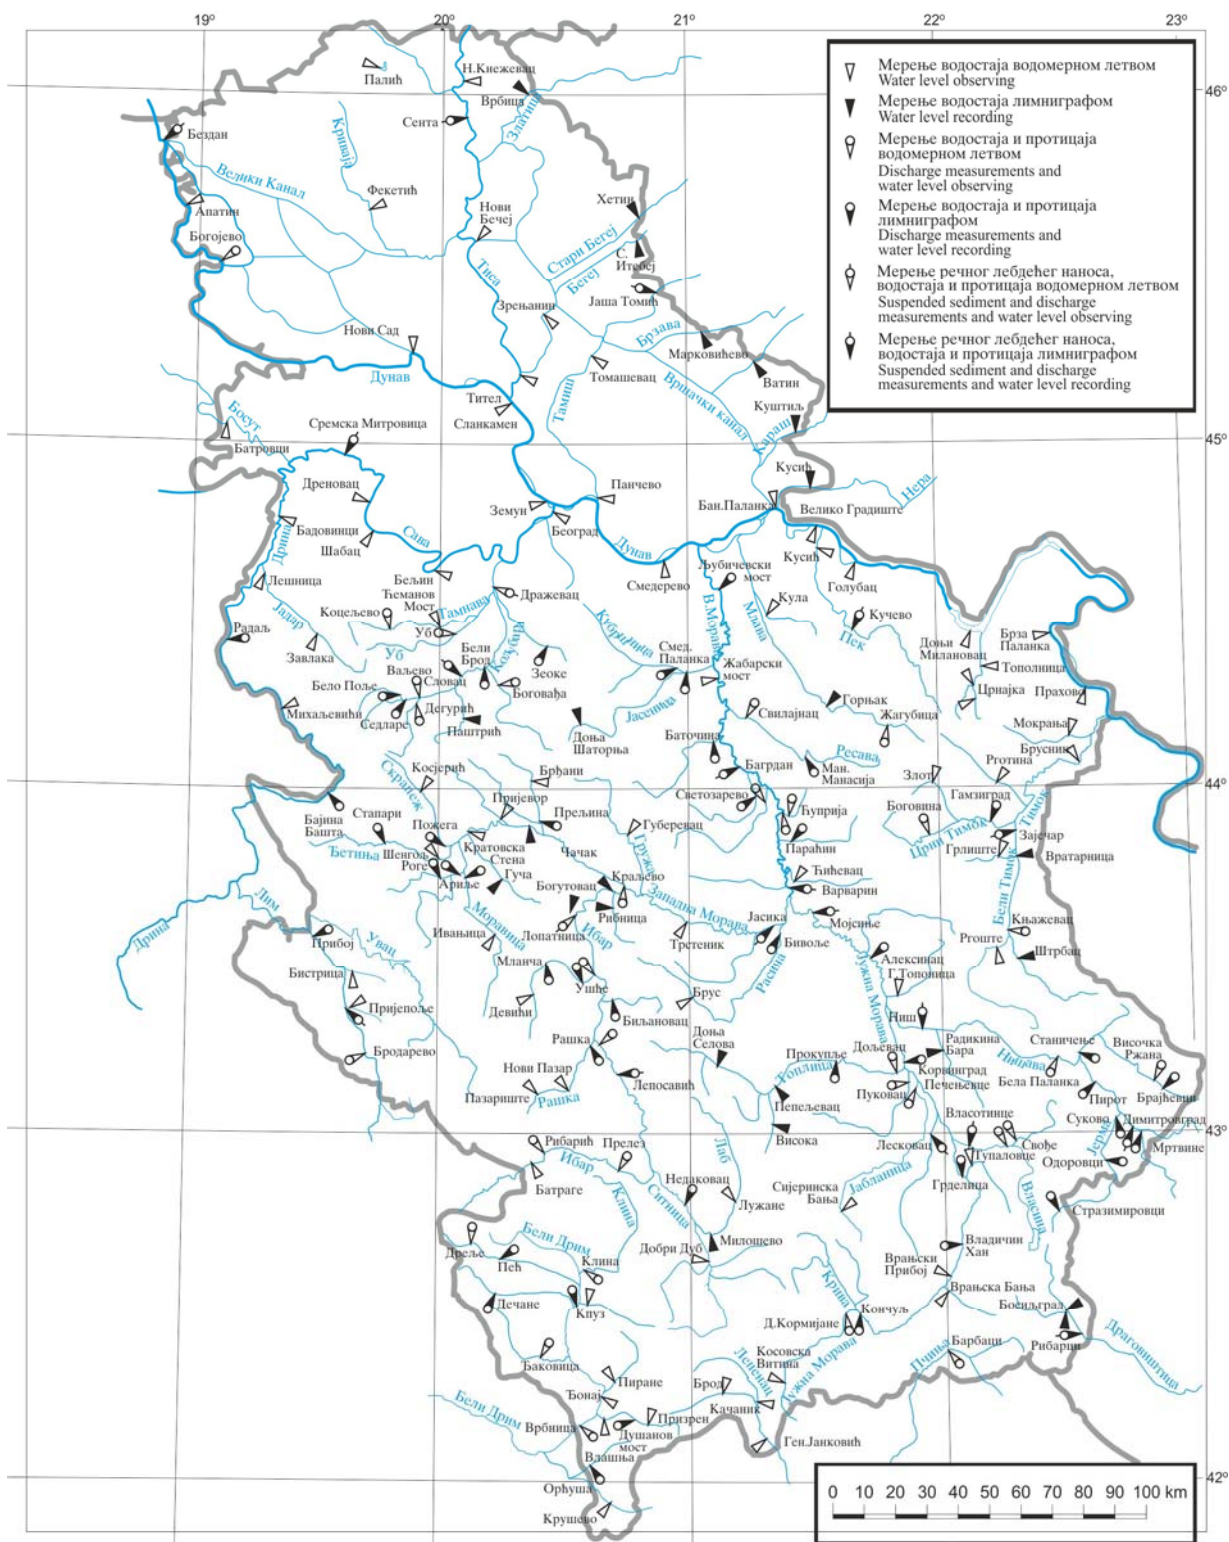 19°
20°
21°
22°
23°
Мерење водостаја водомерном летвом
Water level observing
Мерење водостаја лимниграфом
Water level recording
Мерење водостаја и протицаја
водомерном летвом
Discharge measurements and
water level observing
Мерење водостаја и протицаја
лимниграфом
Discharge measurements and
water level recording
Мерење речног лебдећег наноса,
водостаја и протицаја водомерном летвом
Suspended sediment and discharge
measurements and water level observing
Мерење речног лебдећег наноса,
водостаја и протицаја лимниграфом
Suspended sediment and discharge
measurements and water level recording
46°
Палић
Н.Кнежевац
Врбица
Златица
Сента
Бездан
Криваја
Велики Канал
Фекетић
Апатин
Богојево
Нови
Бечеј
Хетин
Стари Бегеј
С.
Итебеј
Бегеј
Тиса
Јаша Томић
Зрењанин
Нови Сад
Брзава
Марковићево
Томашевац
Ватин
Дунав
Тител
Сланкамен
Тамиш
Вршачки канал
Куштиљ
Караш
Босут
Батровци
Сремска Митровица
45°
Кусић
Нера
Дреновац
Панчево
Бан.Паланка
Велико Градиште
Земун
Београд
Бадовинци
Шабац
Дрина
Сава
Дунав
Кусић
Смедерево
Љубичевски
мост
Голубац
Лешница
Бељин
Ћеманов
Мост
Тамнава
Дражевац
Коцељево
Јадар
Радаљ
Завлака
Уб
Уб
Колубара
Кубршница
В.Морава
Млава
Кула
Кучево
Пек
Доњи
Милановац
Брза
Паланка
Тополница
Црнајка
Прахово
Бели
Брод
Зеоке
Смед.
Паланка
Жабарски
мост
Ваљево
Словац
Бело Поље
Боговађа
Седларе
Дегурић
Паштрић
Михаљевићи
Доња
Шаторња
Јасеница
Свилајнац
Горњак
Жагубица
Мокрања
Брусник
Баточина
Ресава
Ман.
Манасија
Злот
Рготина
Косјерић
Скрапеж
Брђани
Багрдан
44°
Светозарево
Гамзиград
Боговина
Тимок
Црни Тимок
Зајечар
Грлиште
Вратарница
Стапари
Бајина
Башта
Пријевор
Прељина
Ћуприја
Параћин
Губеревац
Гружа
Пожега
Кратовска
Стена
Чачак
Ђетиња
Шенгољ
Роге
Ариље
Гуча
Богутовац
Краљево
Ћићевац
Варварин
Лим
Дрина
Моравица
Рибница
Западна Морава
Јасика
Мојсиње
Бели Тимок
Књажевац
Прибој
Увац
Ивањица
Лопатница
Ибар
Трстеник
Бивоље
Ргоште
Штрбац
Бистрица
Мланча
Ушће
Расина
Алексинац
Г.Топоница
Јужна Морава
Девићи
Брус
Пријепоље
Биљановац
Ниш
Доња
Селова
Рашка
Бродарево
Прокупље
Дољевац
Радикина
Бара
Корвинград
Печењевце
Станичење
Височка
Ржана
Нови Пазар
Лепосавић
Топлица
Нишава
Бела Паланка
Пазариште
Рашка
Пепељевац
Пуковац
Пирот
Брајћевци
Власотинце
Суково
Димитровград
43°
Рибарић
Прелез
Висока
Лесковац
Свође
Тупаловце
Јерма
Мртвине
Одоровци
Лаб
Ибар
Батраге
Недаковац
Грделица
Клина
Ситница
Сијеринска
Бања
Јабланица
Лужане
Власина
Стразимировци
Бели Дрим
Дреље
Пећ
Клина
Добри Дуб
Милошево
Владичин
Хан
Врањски
Прибој
Врањска Бања
Крива
Дечане
Кпуз
Кончуљ
Босиљград
Д.Кормијане
Рибарци
Драговиштица
Ђаковица
Косовска
Витина
Барбаци
Пчиња
Јужна Морава
Лепенац
Пиране
Брод
Бели Дрим
Ђонај
Качаник
Врбница
Призрен
Душанов
мост
Ген.Јанковић
Влашња
Орћуша
42°
Крушево
0 10 20 30 40 50 60 70 80 90 100 km